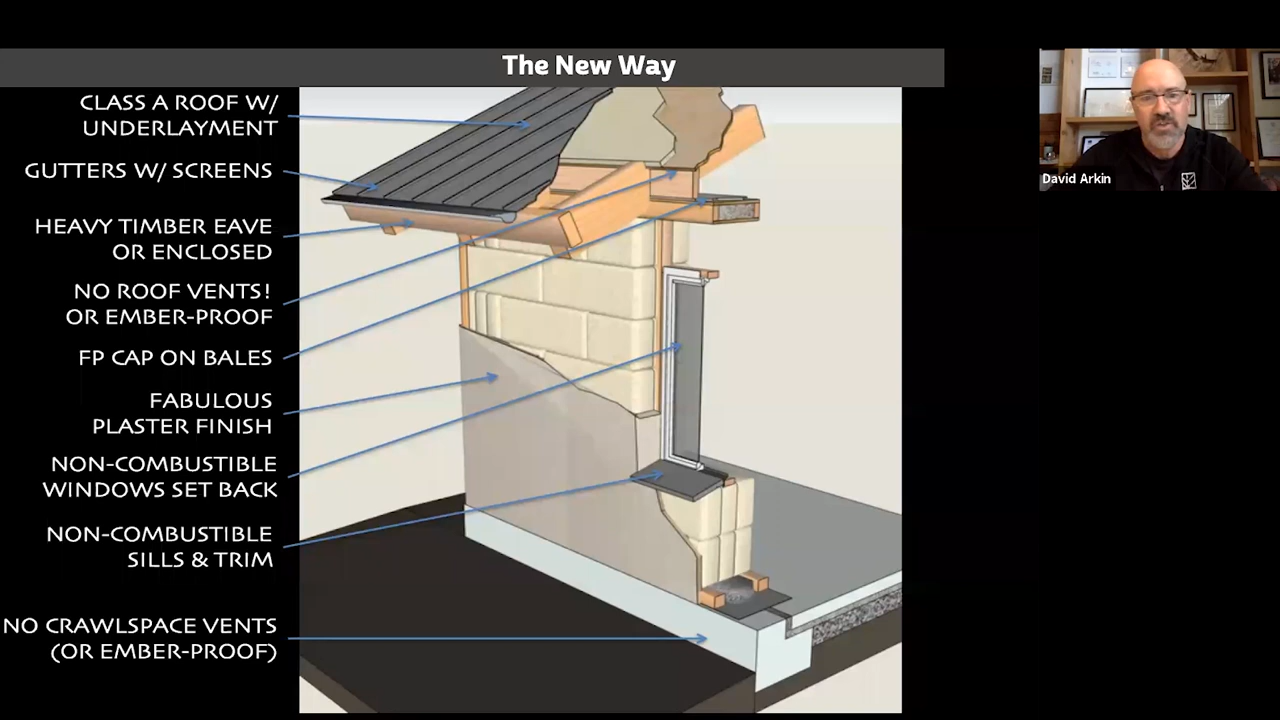 The New Way
CLASS A ROOF W/
UNDERLAYMENT
GUTTERS W/ SCREENS
HEAVY TIMBER EAVE
OR ENCLOSED
NO ROOF VENTS!
OR EMBER-PROOF
FP CAP ON BALES
FABULOUS
PLASTER FINISH
NON-COMBUSTIBLE
WINDOWS SET BACK
NON-COMBUSTIBLE
SILLS & TRIM
NO CRAWLSPACE VENTS
(OR EMBER-PROOF)
David Arkin